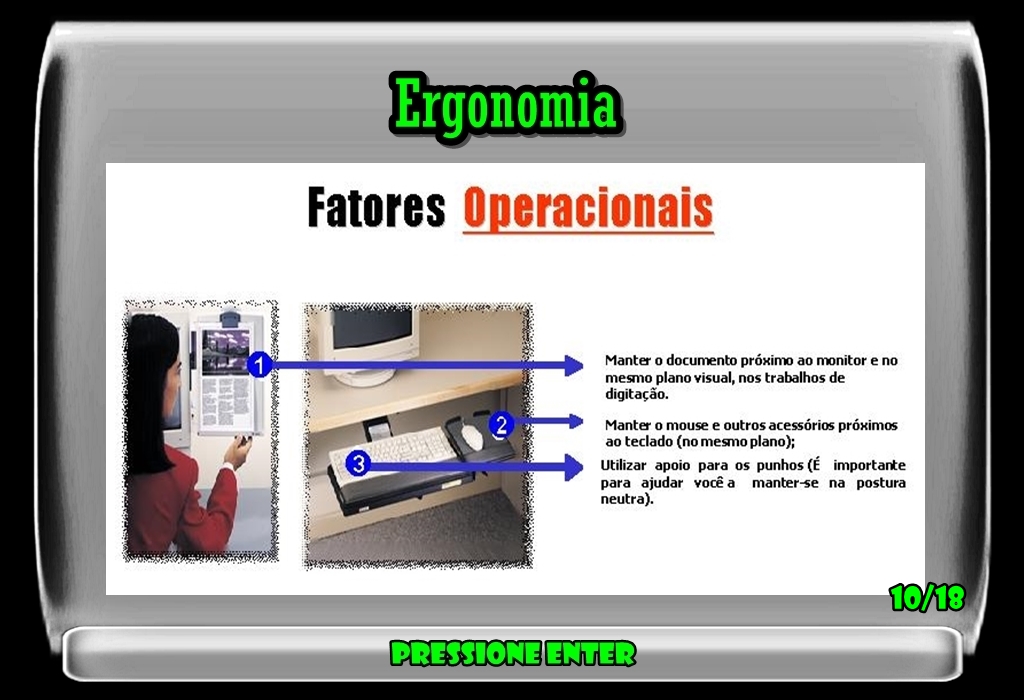 Ergonomia
Fatores Operacionais
1
Manter o documento próximo ao monitor e no
mesmo plano visual, nos trabalhos de
digitação.
2
Manter o mouse e outros acessórios próximos
ao teclado (no mesmo plano);
3
Utilizar apoio para os punhos (É importante
para ajudar você a manter-se na postura
neutra).
10/18
PRESSIONE ENTER